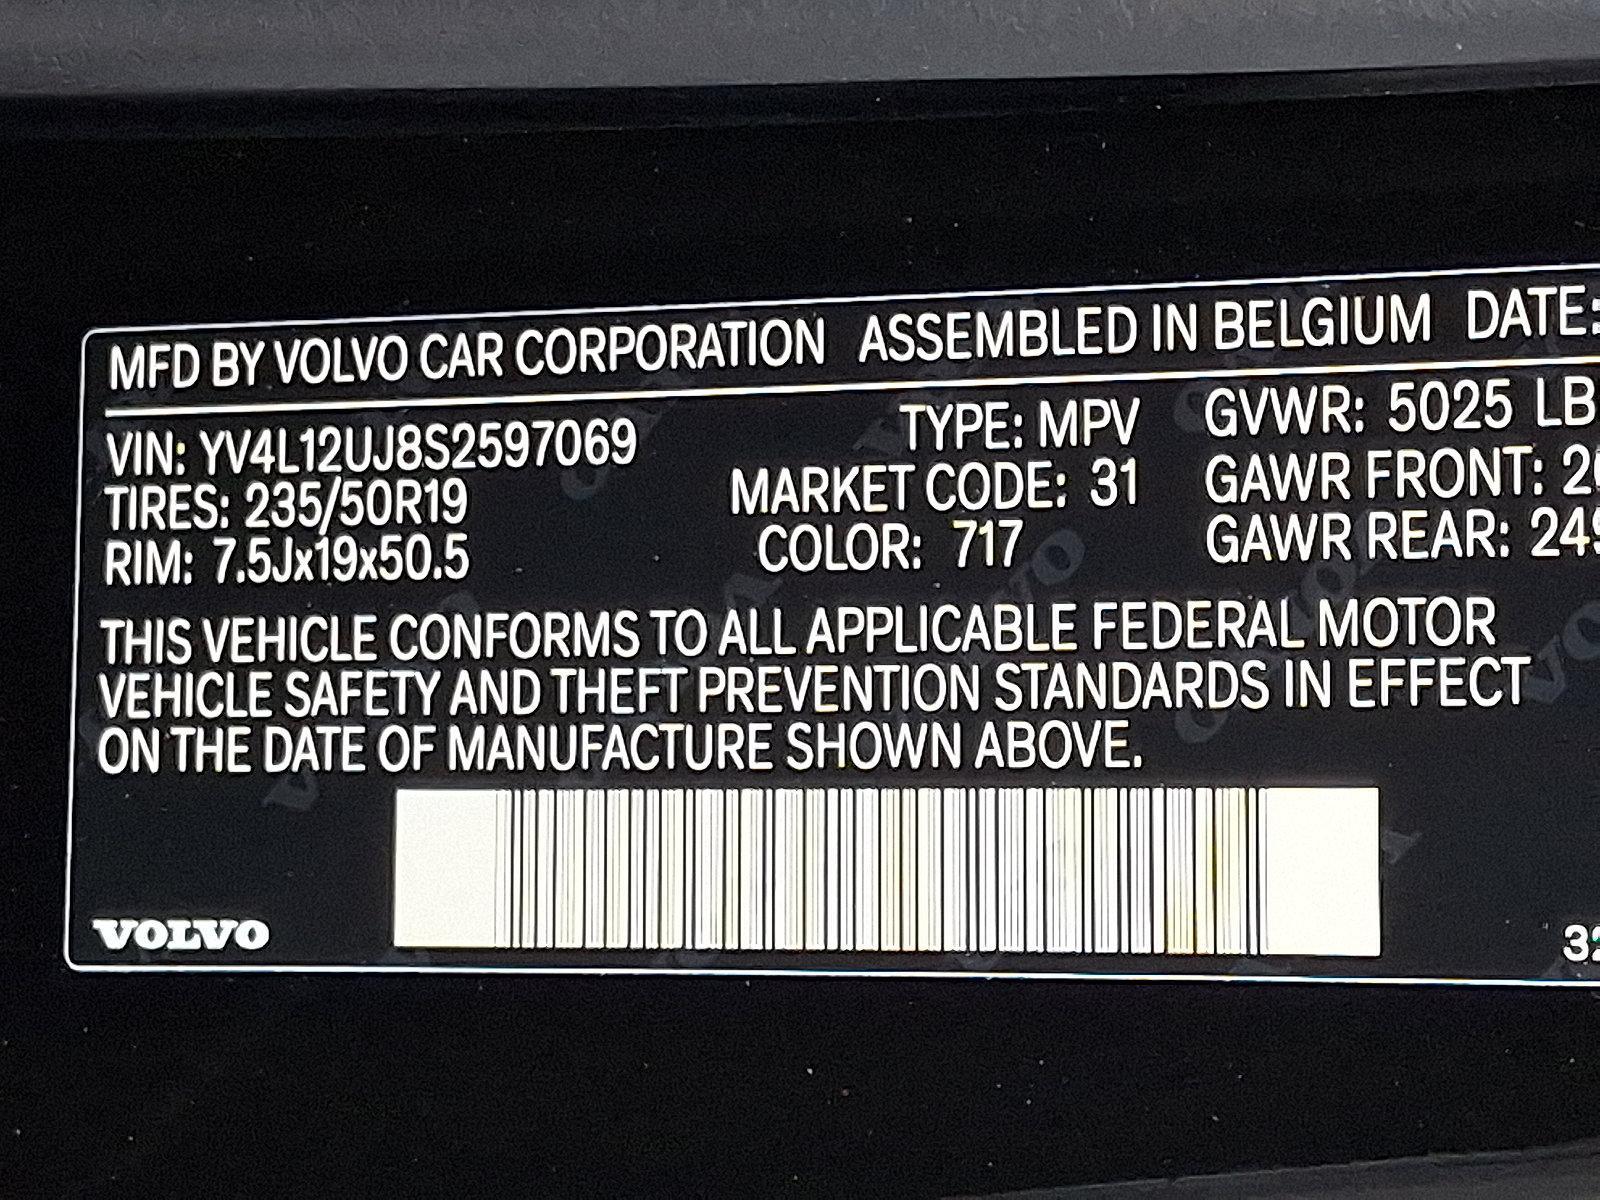 MFD BY VOLVO CAR CORPORATION ASSEMBLED IN BELGIUM DATE:
VIN: YV4L12UJ8S2597069 TYPE: MPV GVWR: 5025 LB
TIRES: 235/50R19 MARKET CODE: 31 GAWR FRONT:
RIM: 7.5Jx19x50.5 COLOR: 717 GAWR REAR:
THIS VEHICLE CONFORMS TO ALL APPLICABLE FEDERAL MOTOR
VEHICLE SAFETY AND THEFT PREVENTION STANDARDS IN EFFECT
ON THE DATE OF MANUFACTURE SHOWN ABOVE.
VOLVO